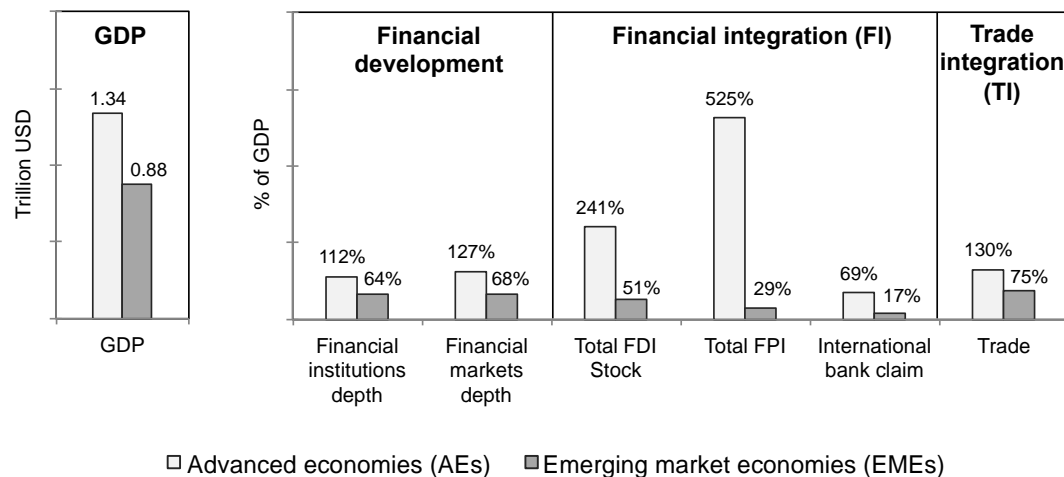 GDP
Financial
development
Financial integration (FI)
Trade
integration
(TI)
Trillion USD
1.34
0.88
GDP
% of GDP
112%
64%
127%
68%
241%
51%
525%
29%
69%
17%
130%
75%
Financial
institutions
depth
Financial
markets
depth
Total FDI
Stock
Total FPI
International
bank claim
Trade
Advanced economies (AEs)
Emerging market economies (EMEs)